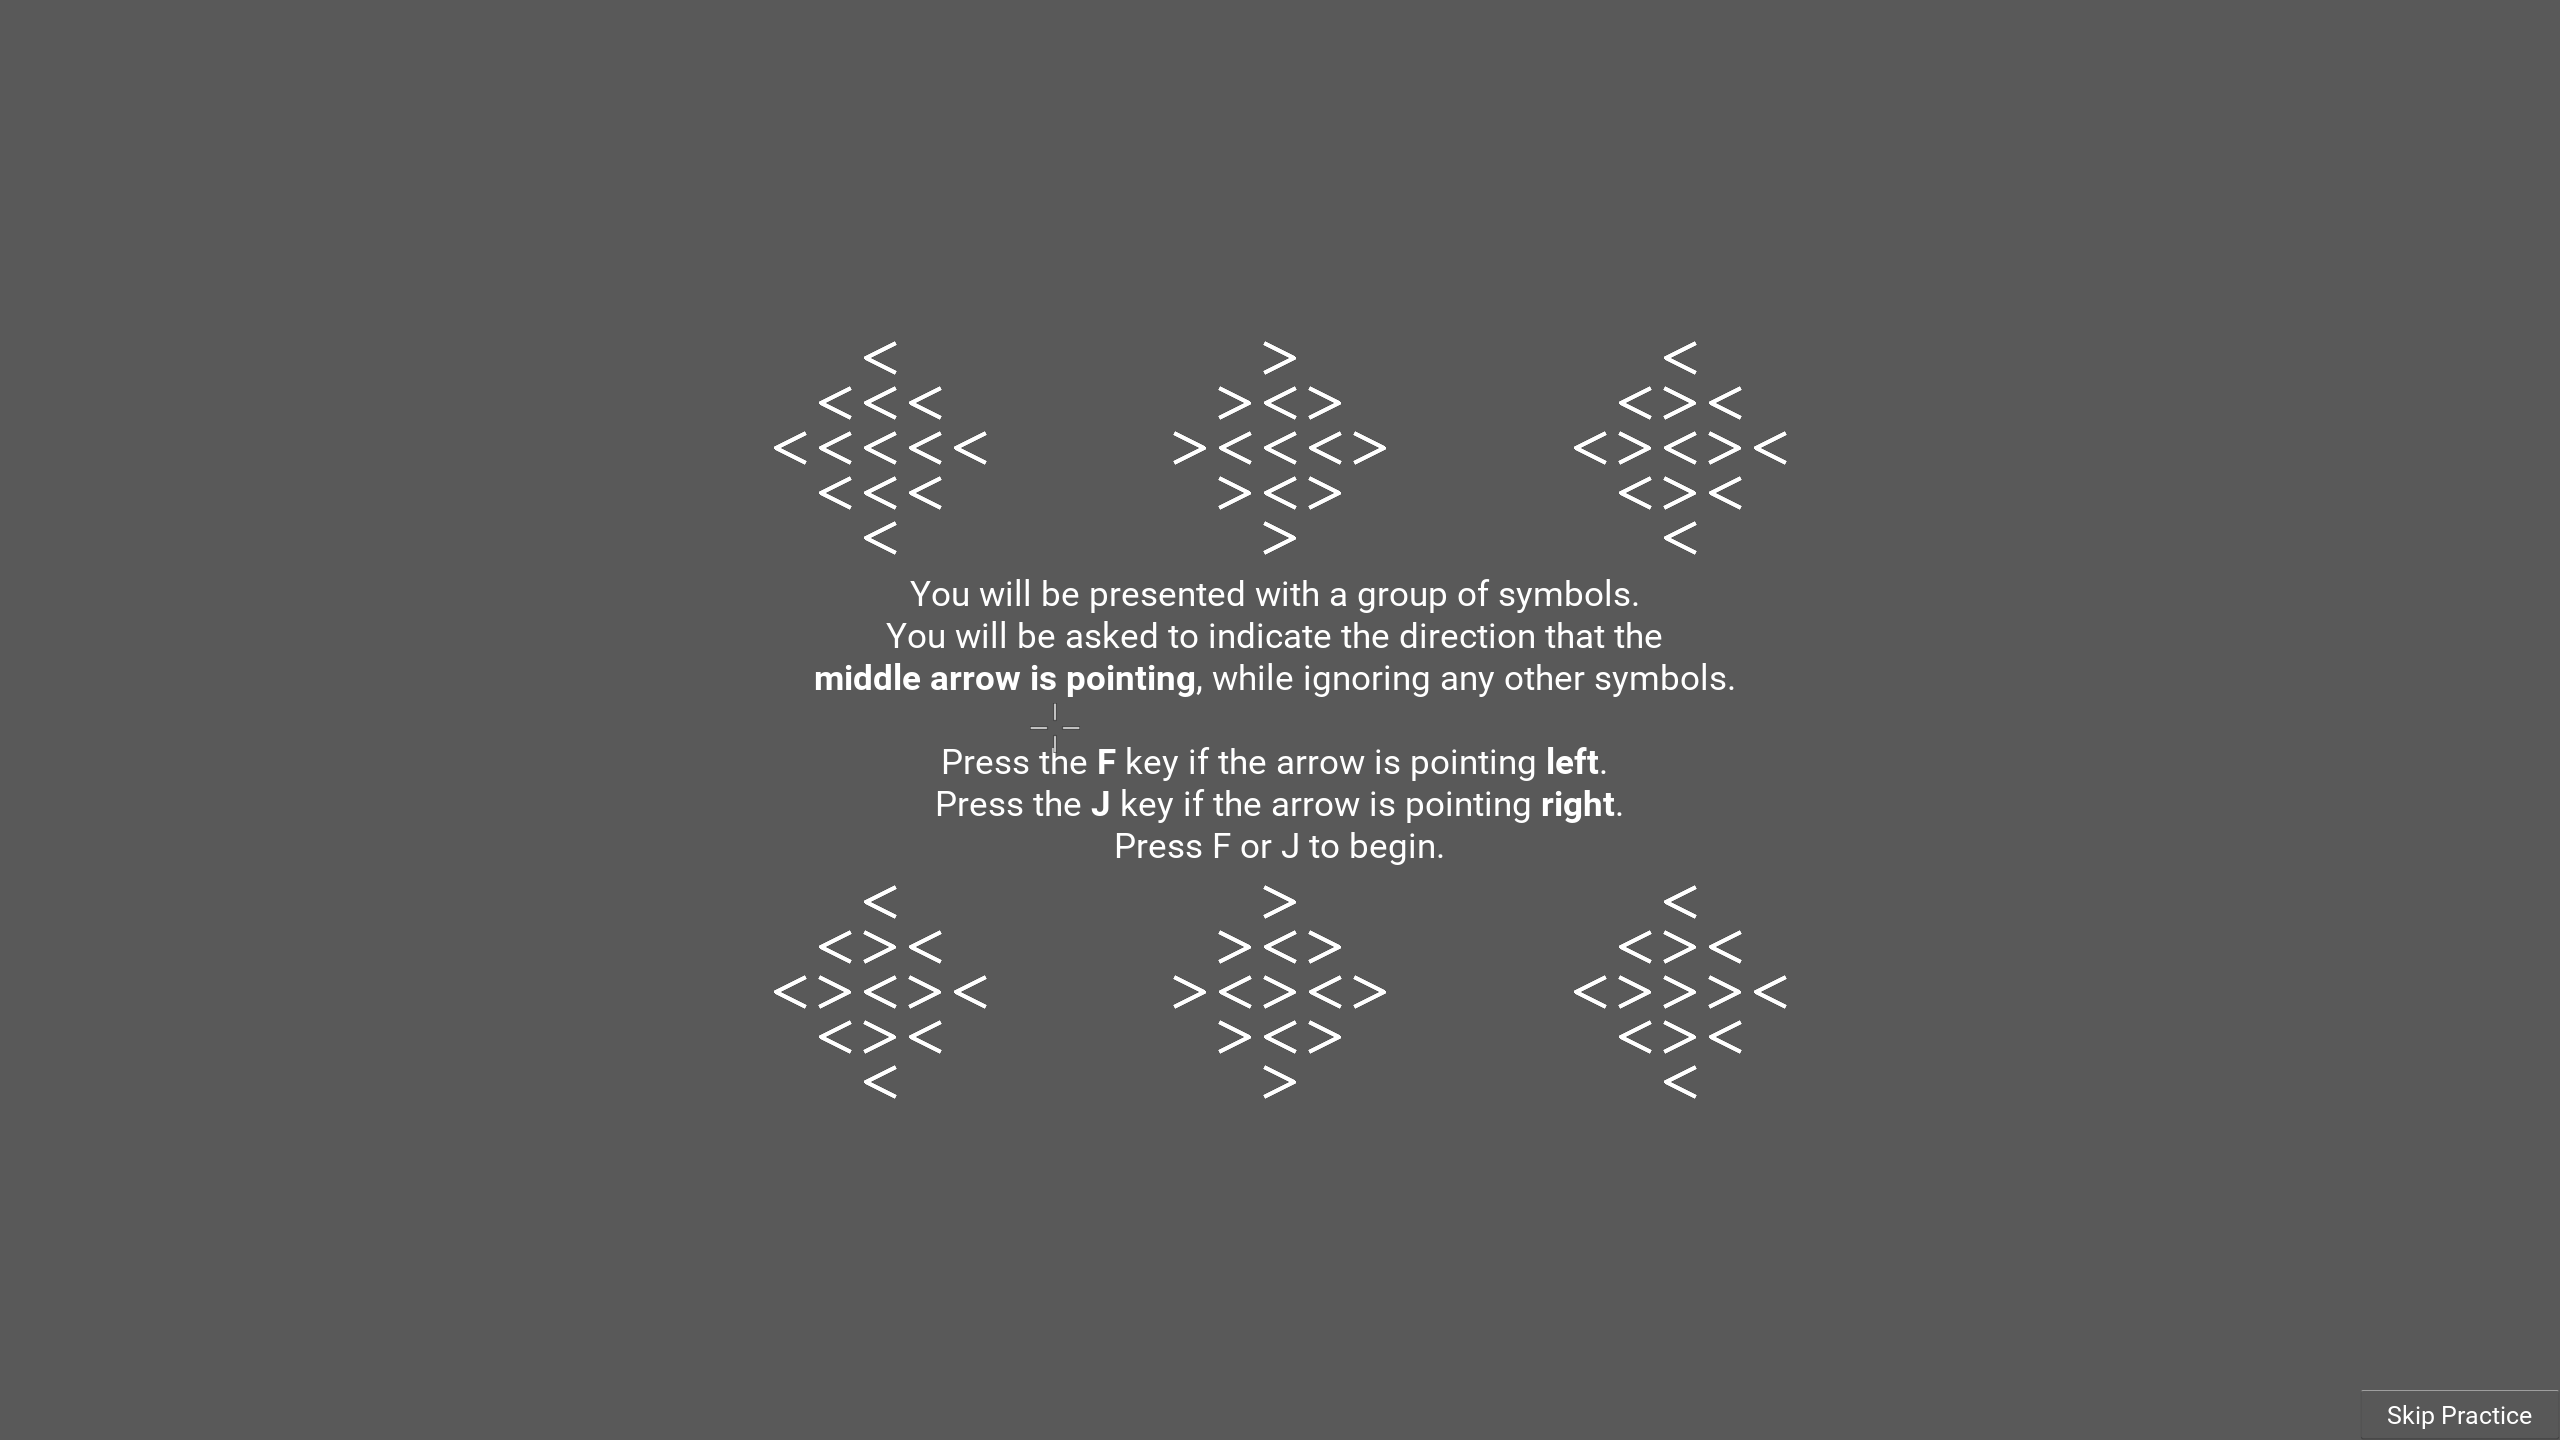 < > <
< < < > < > < > <
< < < < < > < < < > < > < > <
< < < > < > < > <
< > <
You will be presented with a group of symbols.
You will be asked to indicate the direction that the
middle arrow is pointing, while ignoring any other symbols.
Press the F key if the arrow is pointing left.
Press the J key if the arrow is pointing right.
Press F or J to begin.
< > <
< > < > < > < > <
< > < > < > < > < > < > > > <
< > < > < > < > <
< > <
Skip Practice